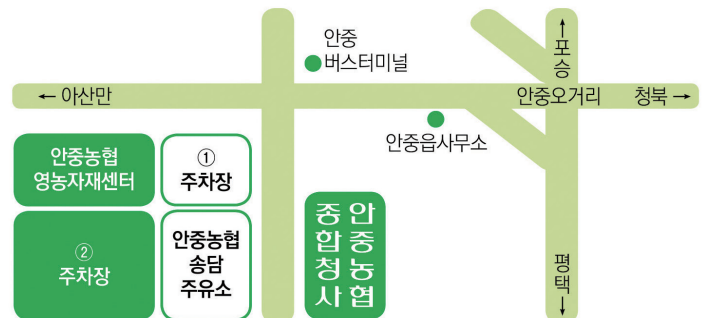 안중
버스터미널
↑
포승
← 아산만
안중오거리
청북 →
안중읍사무소
안중농협
영농자재센터
①
주차장
②
주차장
안중농협
송담
주유소
안중농협
종합청사
평택
↓